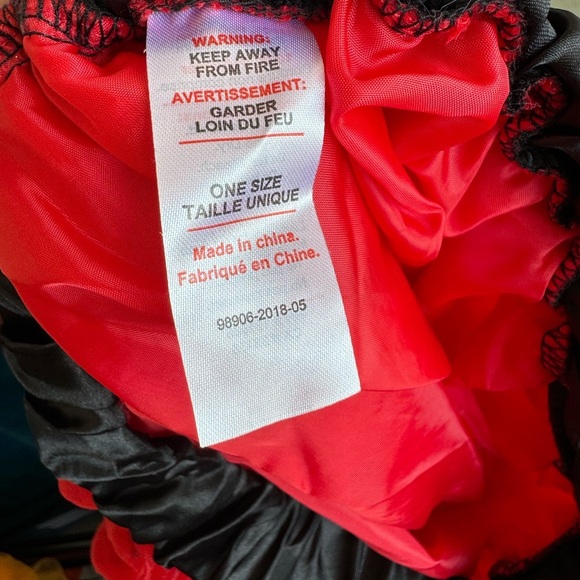 WARNING:
KEEP AWAY
FROM FIRE
AVERTISSEMENT:
GARDER
LOIN DU FEU
ONE SIZE
TAILLE UNIQUE
Made in china.
Fabriqué en Chine.
98906-2018-05